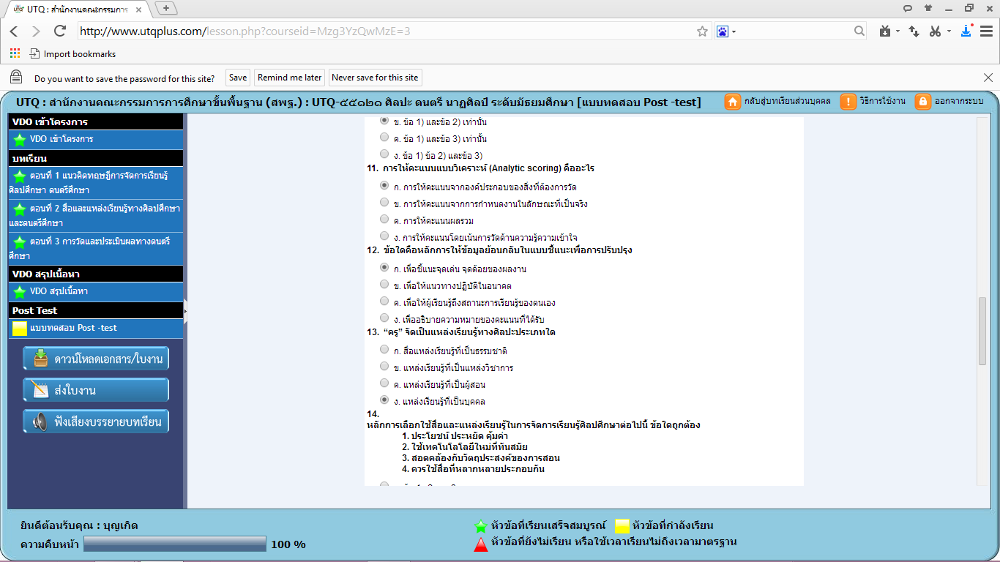 UTQ : สำนักงานคณะกรรมการ
http://www.utqplus.com/lesson.php?courseid=Mzg3YzQwMzE=3
Import bookmarks
Do you want to save the password for this site?
Save
Remind me later
Never save for this site
UTQ : สำนักงานคณะกรรมการการศึกษาขั้นพื้นฐาน (สพฐ.) : UTQ-๕๕๑๒๑ ศิลปะ ดนตรี นาฏศิลป์ ระดับมัธยมศึกษา [แบบทดสอบ Post -test]
กลับสู่บทเรียนส่วนบุคคล
วิธีการใช้งาน
ออกจากระบบ
VDO เข้าโครงการ
VDO เข้าโครงการ
บทเรียน
ตอนที่ 1 แนวคิดทฤษฎีการจัดการเรียนรู้
ศิลปศึกษา ดนตรีศึกษา
ตอนที่ 2 สื่อและแหล่งเรียนรู้ทางศิลปศึกษา
และดนตรีศึกษา
ตอนที่ 3 การวัดและประเมินผลทางดนตรี
ศึกษา
VDO สรุปเนื้อหา
VDO สรุปเนื้อหา
Post Test
แบบทดสอบ Post -test
ดาวน์โหลดเอกสาร/ใบงาน
ส่งใบงาน
ฟังเสียงบรรยายบทเรียน
ข. ข้อ 1) และข้อ 2) เท่านั้น
ค. ข้อ 1) และข้อ 3) เท่านั้น
ง. ข้อ 1) ข้อ 2) และข้อ 3)
11. การให้คะแนนแบบวิเคราะห์ (Analytic scoring) คืออะไร
ก. การให้คะแนนจากองค์ประกอบของสิ่งที่ต้องการวัด
ข. การให้คะแนนจากการกำหนดงานในลักษณะที่เป็นจริง
ค. การให้คะแนนผลรวม
ง. การให้คะแนนโดยเน้นการวัดด้านความรู้ความเข้าใจ
12. ข้อใดคือหลักการให้ข้อมูลย้อนกลับในแบบชี้แนะเพื่อการปรับปรุง
ก. เพื่อชี้แนะจุดเด่น จุดด้อยของผลงาน
ข. เพื่อให้แนวทางปฏิบัติในอนาคต
ค. เพื่อให้ผู้เรียนรู้ถึงสถานะการเรียนรู้ของตนเอง
ง. เพื่ออธิบายความหมายของคะแนนที่ได้รับ
13. “ครู” จัดเป็นแหล่งเรียนรู้ทางศิลปะประเภทใด
ก. สื่อแหล่งเรียนรู้ที่เป็นธรรมชาติ
ข. แหล่งเรียนรู้ที่เป็นแหล่งวิชาการ
ค. แหล่งเรียนรู้ที่เป็นผู้สอน
ง. แหล่งเรียนรู้ที่เป็นบุคคล
14.
หลักการเลือกใช้สื่อและแหล่งเรียนรู้ในการจัดการเรียนรู้ศิลปศึกษาต่อไปนี้ ข้อใดถูกต้อง
1. ประโยชน์ ประหยัด คุ้มค่า
2. ใช้เทคโนโลโลยีใหม่ที่ทันสมัย
3. สอดคล้องกับวัตถุประสงค์ของการสอน
4. ควรใช้สื่อที่หลากหลายประกอบกัน
ยินดีต้อนรับคุณ : บุญเกิด
ความคืบหน้า 100 %
หัวข้อที่เรียนเสร็จสมบูรณ์ หัวข้อที่กำลังเรียน
หัวข้อที่ยังไม่เรียน หรือใช้เวลาเรียนไม่ถึงเวลามาตรฐาน